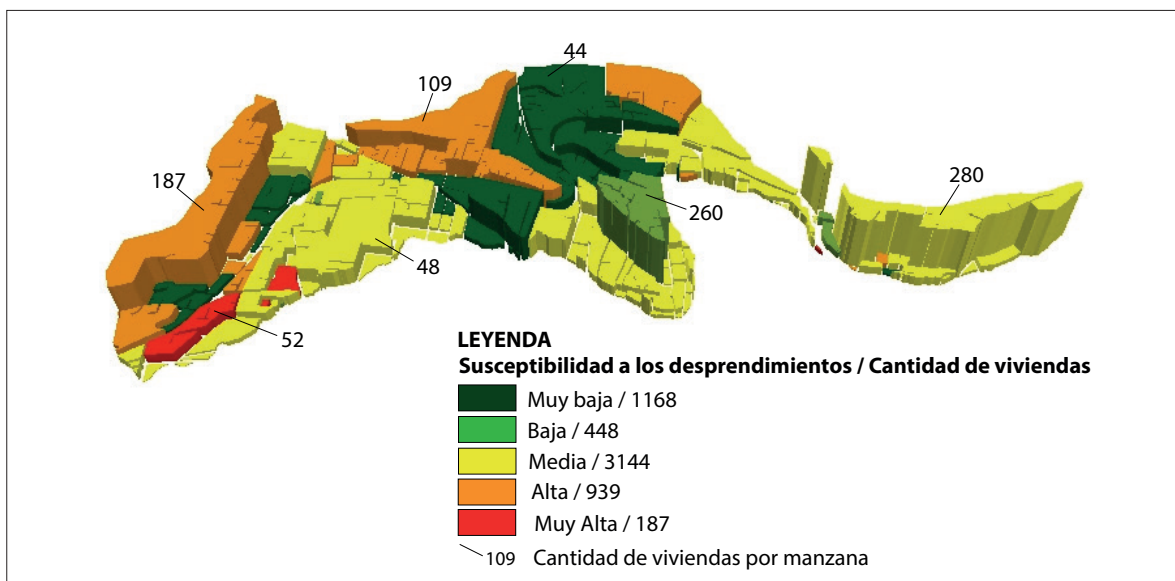 44
109
187
280
260
48
52
LEYENDA
Susceptibilidad a los desprendimientos / Cantidad de viviendas
Muy baja / 1168
Baja / 448
Media / 3144
Alta / 939
Muy Alta / 187
109 Cantidad de viviendas por manzana